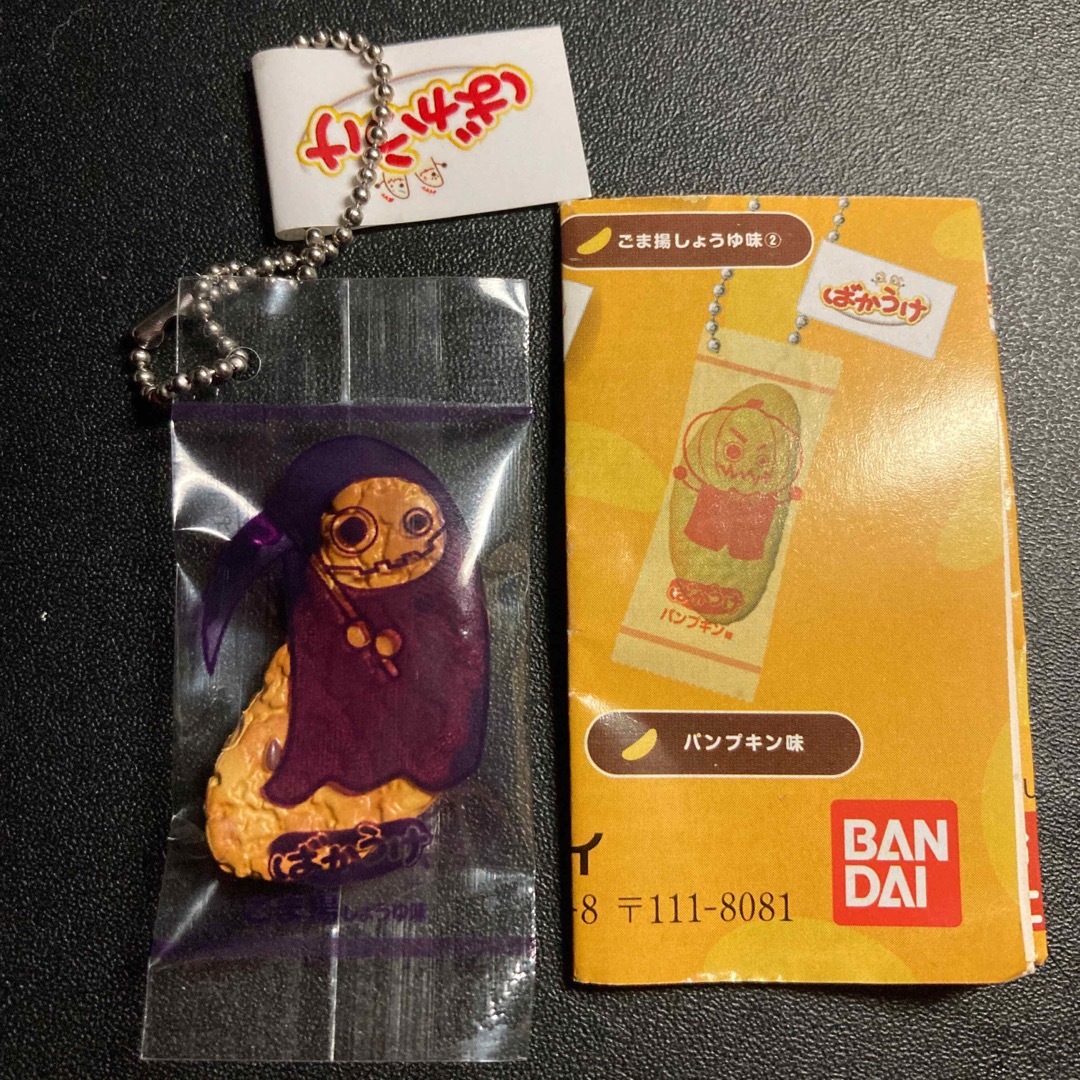 ばかうけ
ばかうけ
ごま揚しょうゆ味
ごま揚しょうゆ味②
ばかうけ
ばかうけ
パンプキン味
パンプキン味
BAN
DAI
-8 〒111-8081